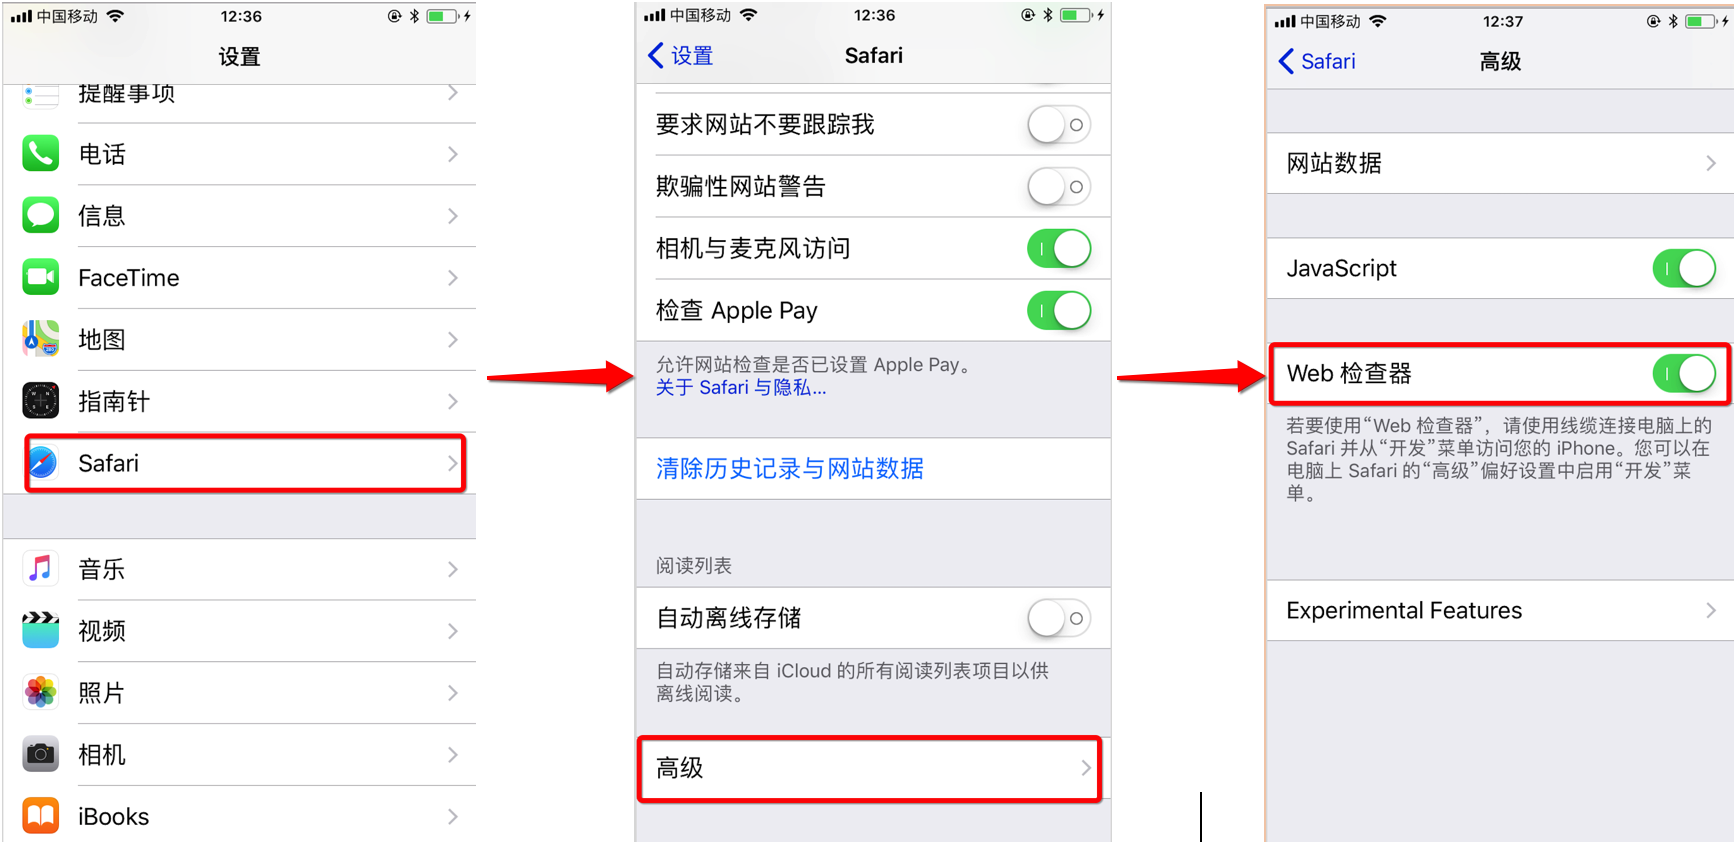 中国移动
12:36
设置
提醒事项
电话
信息
FaceTime
地图
指南针
Safari
音乐
视频
照片
相机
iBooks
中国移动
12:36
设置
Safari
要求网站不要跟踪我
欺骗性网站警告
相机与麦克风访问
检查 Apple Pay
允许网站检查是否已设置 Apple Pay。
关于 Safari 与隐私...
清除历史记录与网站数据
阅读列表
自动离线存储
自动存储来自 iCloud 的所有阅读列表项目以供
离线阅读。
高级
中国移动
12:37
Safari
高级
网站数据
JavaScript
Web 检查器
若要使用“Web 检查器”，请使用线缆连接电脑上的
Safari 并从“开发”菜单访问您的 iPhone。您可以在
电脑上 Safari 的“高级”偏好设置中启用“开发”菜
单。
Experimental Features